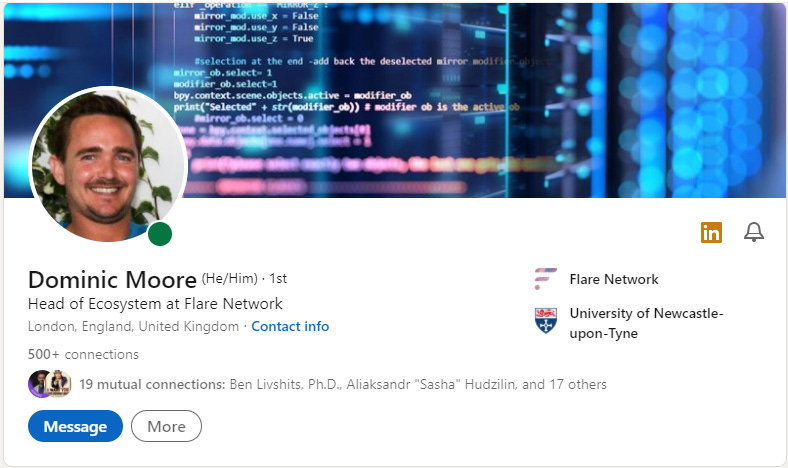 elif _operation == "MIRROR_Z":
mirror_mod.use_x = False
mirror_mod.use_y = False
mirror_mod.use_z = True
#selection at the end -add back the deselected mirror modifier object
mirror_ob.select= 1
modifier_ob.select=1
bpy.context.scene.objects.active = modifier_ob
print("Selected" + str(modifier_ob)) # modifier ob is the active ob
#mirror_ob.select = 0
= bpy.context.selected_objects[0]
Dominic Moore (He/Him) · 1st
Head of Ecosystem at Flare Network
London, England, United Kingdom · Contact info
500+ connections
19 mutual connections: Ben Livshits, Ph.D., Aliaksandr "Sasha" Hudzilin, and 17 others
Message More
in
Flare Network
University of Newcastle-
upon-Tyne